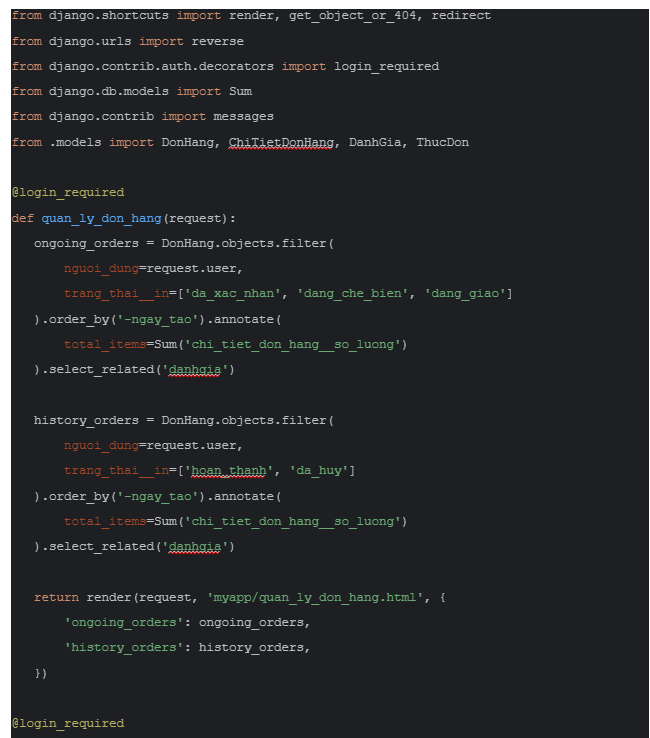 from django.shortcuts import render, get_object_or_404, redirect
from django.urls import reverse
from django.contrib.auth.decorators import login_required
from django.db.models import Sum
from django.contrib import messages
from .models import DonHang, ChiTietDonHang, DanhGia, ThucDon
@login_required
def quan_ly_don_hang(request):
ongoing_orders = DonHang.objects.filter(
nguoi_dung=request.user,
trang_thai__in=['da_xac_nhan', 'dang_che_bien', 'dang_giao']
).order_by('-ngay_tao').annotate(
total_items=Sum('chi_tiet_don_hang__so_luong')
).select_related('danhgia')
history_orders = DonHang.objects.filter(
nguoi_dung=request.user,
trang_thai__in=['hoan_thanh', 'da_huy']
).order_by('-ngay_tao').annotate(
total_items=Sum('chi_tiet_don_hang__so_luong')
).select_related('danhgia')
return render(request, 'myapp/quan_ly_don_hang.html', {
'ongoing_orders': ongoing_orders,
'history_orders': history_orders,
})
@login_required